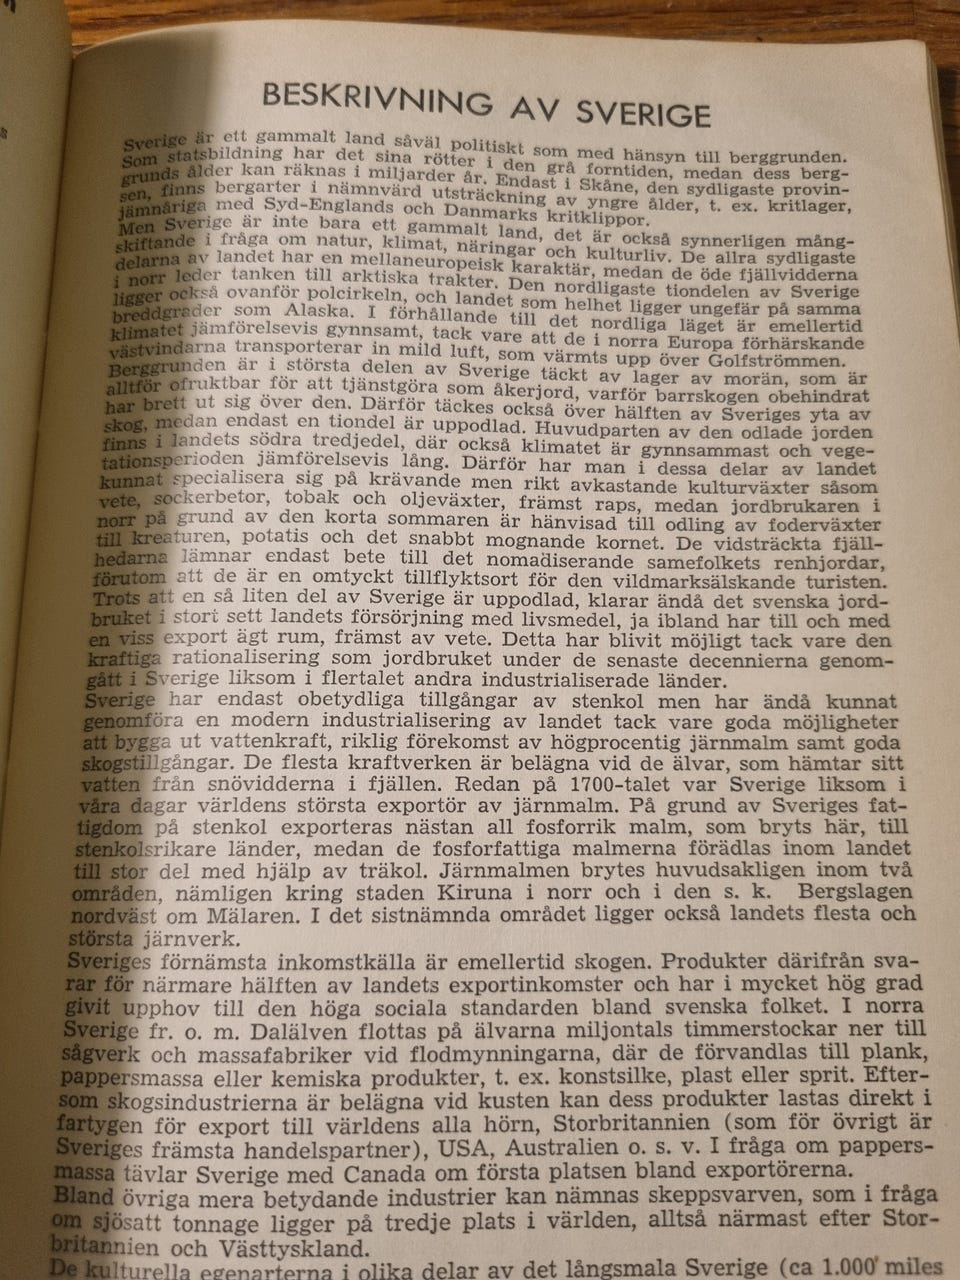 BESKRIVNING AV SVERIGE
Sverige är ett gammalt land såväl politiskt som med hänsyn till berggrunden.
Som statsbildning har det sina rötter i den grå forntiden, medan dess berg-
grunds ålder kan räknas i miljarder år. Endast i Skåne, den sydligaste provin-
sen, finns bergarter i nämnvärd utsträckning av yngre ålder, t. ex. kritlager,
jämnåriga med Syd-Englands och Danmarks kritklippor.
Men Sverige är inte bara ett gammalt land, det är också synnerligen mång-
skiftande i fråga om natur, klimat, näringar och kulturliv. De allra sydligaste
delarna av landet har en mellaneuropeisk karaktär, medan de öde fjällvidderna
i norr leder tanken till arktiska trakter. Den nordligaste tiondelen av Sverige
ligger också ovanför polcirkeln, och landet som helhet ligger ungefär på samma
breddgrader som Alaska. I förhållande till det nordliga läget är emellertid
klimatet jämförelsevis gynnsamt, tack vare att de i norra Europa förhärskande
västvindarna transporterar in mild luft, som värmts upp över Golfströmmen.
Berggrunden är i största delen av Sverige täckt av lager av morän, som är
alltför ofruktbar för att tjänstgöra som åkerjord, varför barrskogen obehindrat
har brett ut sig över den. Därför täckes också över hälften av Sveriges yta av
skog, medan endast en tiondel är uppodlad. Huvudparten av den odlade jorden
finns i landets södra tredjedel, där också klimatet är gynnsammast och vege-
tationsperioden jämförelsevis lång. Därför har man i dessa delar av landet
kunnat specialisera sig på krävande men rikt avkastande kulturväxter såsom
vete, sockerbetor, tobak och oljeväxter, främst raps, medan jordbrukaren i
norr på grund av den korta sommaren är hänvisad till odling av foderväxter
till kreaturen, potatis och det snabbt mognande kornet. De vidsträckta fjäll-
hedarna lämnar endast bete till det nomadiserande samefolkets renhjordar,
förutom att de är en omtyckt tillflyktsort för den vildmarksälskande turisten.
Trots att en så liten del av Sverige är uppodlad, klarar ändå det svenska jord-
bruket i stort sett landets försörjning med livsmedel, ja ibland har till och med
en viss export ägt rum, främst av vete. Detta har blivit möjligt tack vare den
kraftiga rationalisering som jordbruket under de senaste decennierna genom-
gått i Sverige liksom i flertalet andra industrialiserade länder.
Sverige har endast obetydliga tillgångar av stenkol men har ändå kunnat
genomföra en modern industrialisering av landet tack vare goda möjligheter
att bygga ut vattenkraft, riklig förekomst av högprocentig järnmalm samt goda
skogstillgångar. De flesta kraftverken är belägna vid de älvar, som hämtar sitt
vatten från snövidderna i fjällen. Redan på 1700-talet var Sverige liksom i
våra dagar världens största exportör av järnmalm. På grund av Sveriges fat-
tigdom på stenkol exporteras nästan all fosforrik malm, som bryts här, till
stenkolsrikare länder, medan de fosforfattiga malmerna förädlas inom landet
till stor del med hjälp av träkol. Järnmalmen brytes huvudsakligen inom två
områden, nämligen kring staden Kiruna i norr och i den s. k. Bergslagen
nordväst om Mälaren. I det sistnämnda området ligger också landets flesta och
största järnverk.
Sveriges förnämsta inkomstkälla är emellertid skogen. Produkter därifrån sva-
rar för närmare hälften av landets exportinkomster och har i mycket hög grad
givit upphov till den höga sociala standarden bland svenska folket. I norra
Sverige fr. o. m. Dalälven flottas på älvarna miljontals timmerstockar ner till
sågverk och massafabriker vid flodmynningarna, där de förvandlas till plank,
pappersmassa eller kemiska produkter, t. ex. konstsilke, plast eller sprit. Efter-
som skogsindustrierna är belägna vid kusten kan dess produkter lastas direkt i
fartygen för export till världens alla hörn, Storbritannien (som för övrigt är
Sveriges främsta handelspartner), USA, Australien o. s. v. I fråga om pappers-
massa tävlar Sverige med Canada om första platsen bland exportörerna.
Bland övriga mera betydande industrier kan nämnas skeppsvarven, som i fråga
om sjösatt tonnage ligger på tredje plats i världen, alltså närmast efter Stor-
britannien och Västtyskland.
De kulturella egenarterna i olika delar av det långsmala Sverige (ca 1.000 miles